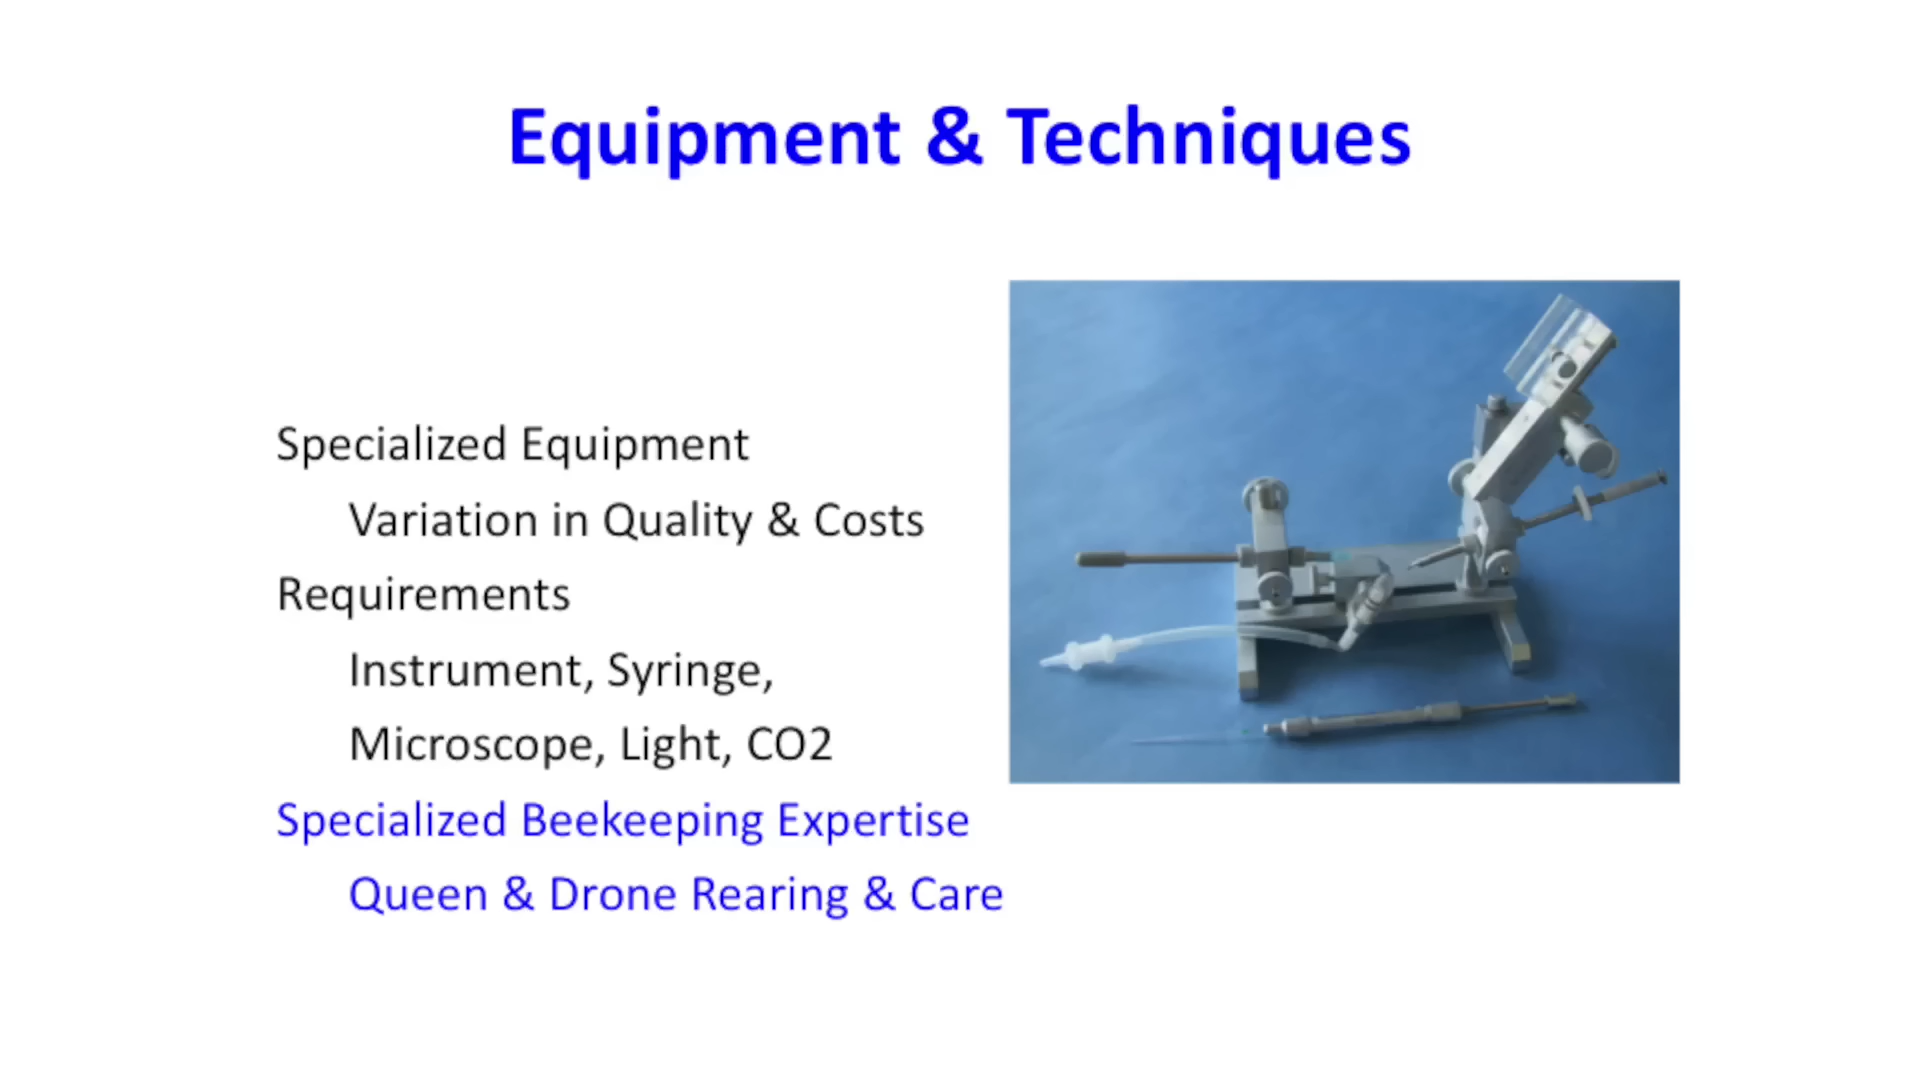 Equipment & Techniques
Specialized Equipment
Variation in Quality & Costs
Requirements
Instrument, Syringe,
Microscope, Light, CO2
Specialized Beekeeping Expertise
Queen & Drone Rearing & Care